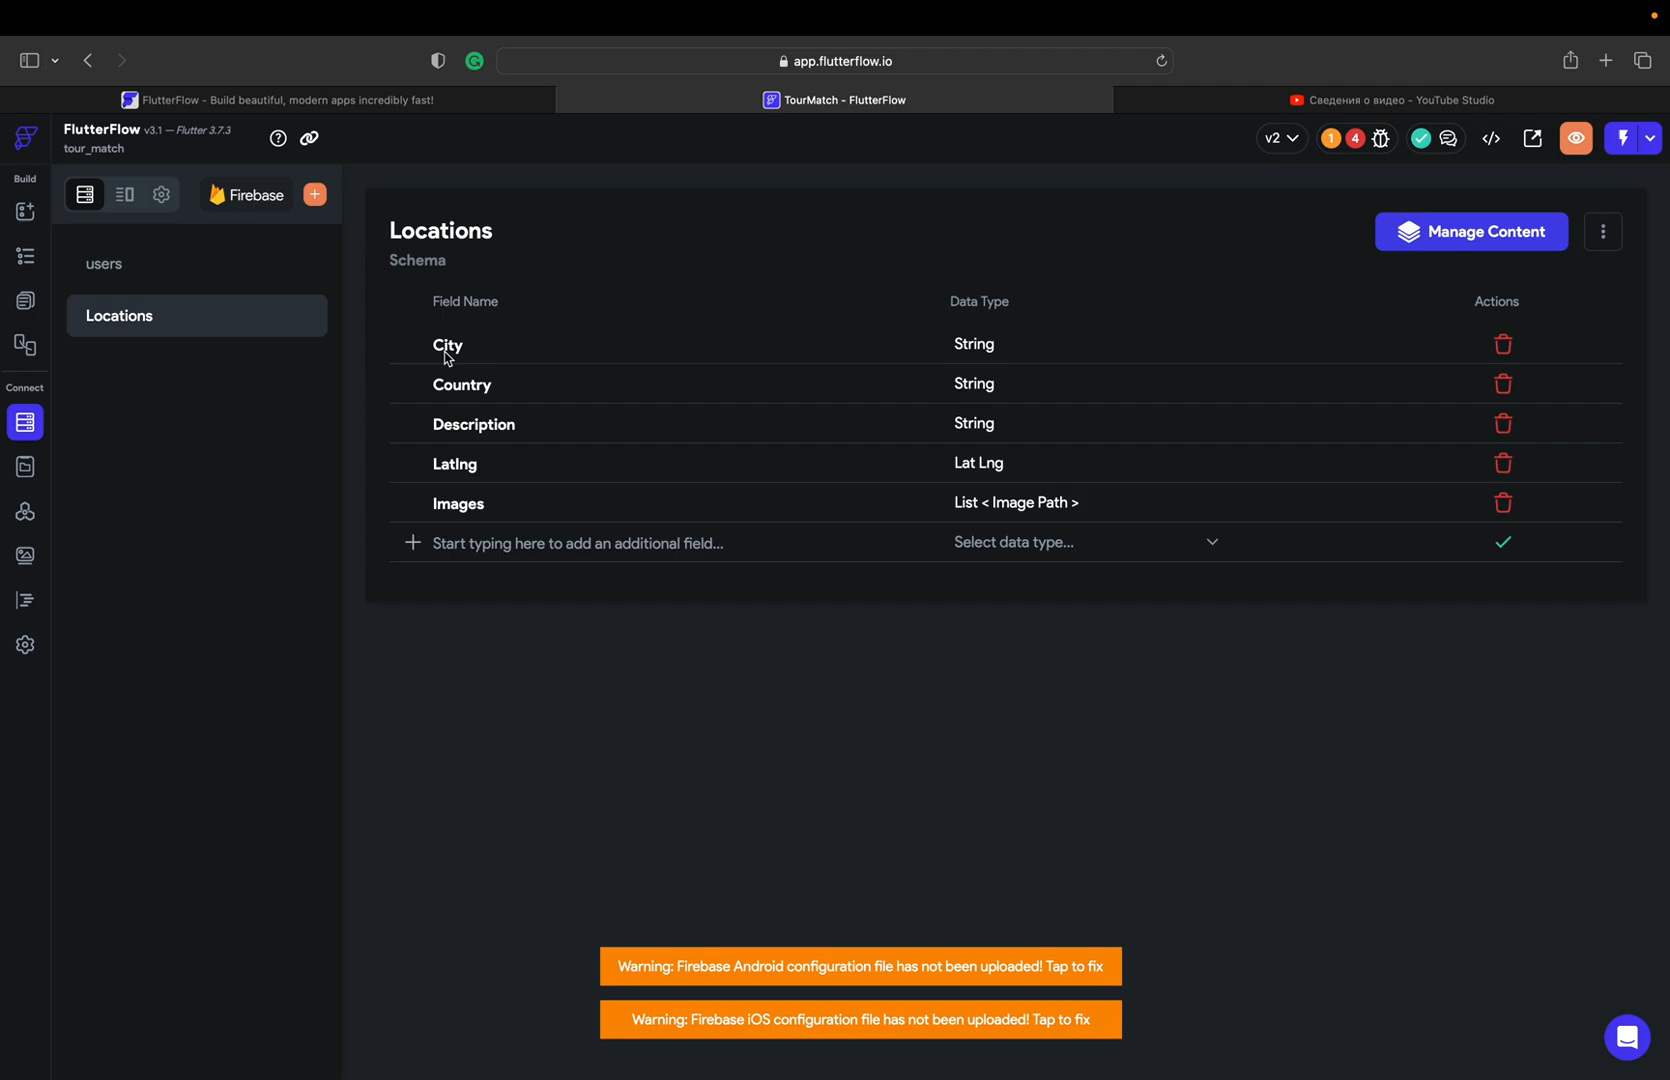 app.flutterflow.io
FlutterFlow - Build beautiful, modern apps incredibly fast!
TourMatch - FlutterFlow
Сведения о видео - YouTube Studio
FlutterFlow v3.1 — Flutter 3.7.3
tour_match
v2
1
4
Build
Firebase
Connect
users
Locations
Locations
Schema
Manage Content
Field Name
Data Type
Actions
City
String
Country
String
Description
String
Latlng
Lat Lng
Images
List < Image Path >
Start typing here to add an additional field...
Select data type...
Warning: Firebase Android configuration file has not been uploaded! Tap to fix
Warning: Firebase iOS configuration file has not been uploaded! Tap to fix